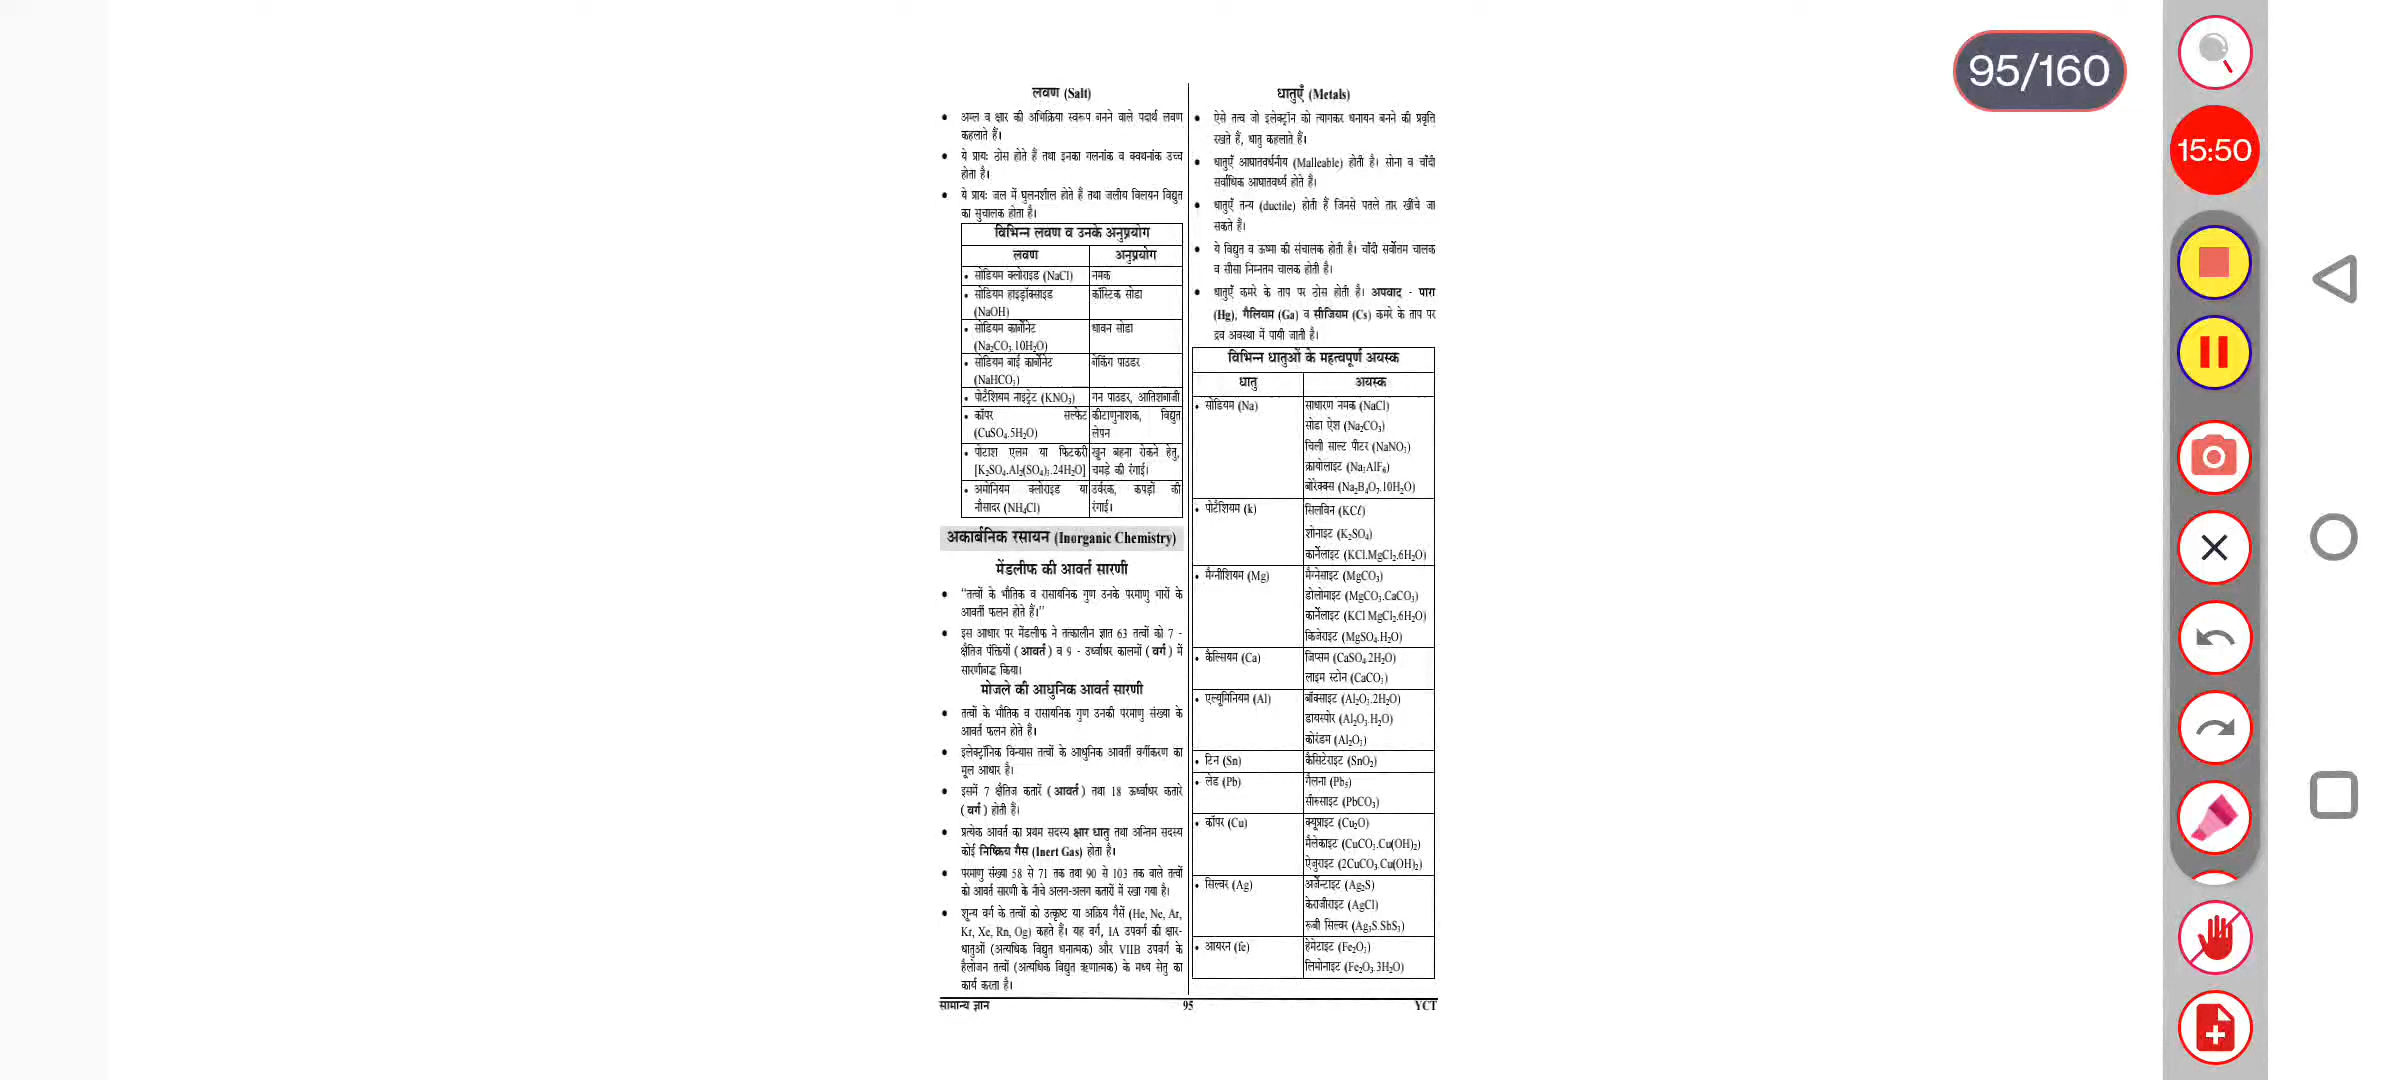 95/160
15:50
लवण (Salt)
● अम्ल व क्षार की अभिक्रिया स्वरूप बनने वाले पदार्थ लवण
कहलाते हैं।
● ये प्रायः ठोस होते हैं तथा इनका गलनांक व क्वथनांक उच्च
होता है।
● ये प्रायः जल में घुलनशील होते हैं तथा जलीय विलयन विद्युत
का सुचालक होता है।
विभिन्न लवण व उनके अनुप्रयोग
लवण अनुप्रयोग
• सोडियम क्लोराइड (NaCl) नमक
• सोडियम हाइड्रॉक्साइड कॉस्टिक सोडा
(NaOH)
• सोडियम कार्बोनेट धावन सोडा
(Na₂CO₃.10H₂O)
• सोडियम बाई कार्बोनेट बेकिंग पाउडर
(NaHCO₃)
• पोटैशियम नाइट्रेट (KNO₃) गन पाउडर, आतिशबाजी
• कॉपर सल्फेट कीटाणुनाशक, विद्युत
(CuSO₄.5H₂O) लेपन
• पोटाश एलम या फिटकरी खून बहना रोकने हेतु,
[K₂SO₄.Al₂(SO₄)₃.24H₂O] चमड़े की रंगाई।
• अमोनियम क्लोराइड या उर्वरक, कपड़ों की
नौसादर (NH₄Cl) रंगाई।
अकार्बनिक रसायन (Inorganic Chemistry)
मेंडलीफ की आवर्त सारणी
● “तत्वों के भौतिक व रासायनिक गुण उनके परमाणु भारों के
आवर्ती फलन होते हैं।”
● इस आधार पर मेंडलीफ ने तत्कालीन ज्ञात 63 तत्वों को 7 -
क्षैतिज पंक्तियों ( आवर्त ) व 9 - उर्ध्वाधर कालमों ( वर्ग ) में
सारणीबद्ध किया।
मोजले की आधुनिक आवर्त सारणी
● तत्वों के भौतिक व रासायनिक गुण उनकी परमाणु संख्या के
आवर्त फलन होते हैं।
● इलेक्ट्रॉनिक विन्यास तत्वों के आधुनिक आवर्ती वर्गीकरण का
मूल आधार है।
● इसमें 7 क्षैतिज कतारें ( आवर्त ) तथा 18 ऊर्ध्वाधर कतारे
( वर्ग ) होती हैं।
● प्रत्येक आवर्त का प्रथम सदस्य क्षार धातु तथा अन्तिम सदस्य
कोई निष्क्रिय गैस (Inert Gas) होता है।
● परमाणु संख्या 58 से 71 तक तथा 90 से 103 तक वाले तत्वों
को आवर्त सारणी के नीचे अलग-अलग कतारों में रखा गया है।
● शून्य वर्ग के तत्वों को उत्कृष्ट या अक्रिय गैसें (He, Ne, Ar,
Kr, Xe, Rn, Og) कहते हैं। यह वर्ग, IA उपवर्ग की क्षार-
धातुओं (अत्यधिक विद्युत धनात्मक) और VIIB उपवर्ग के
हैलोजन तत्वों (अत्यधिक विद्युत ऋणात्मक) के मध्य सेतु का
कार्य करता है।
धातुएँ (Metals)
● ऐसे तत्व जो इलेक्ट्रॉन को त्यागकर धनायन बनने की प्रवृति
रखते हैं, धातु कहलाते हैं।
● धातुएँ आघातवर्धनीय (Malleable) होती है। सोना व चाँदी
सर्वाधिक आघातवर्ध्य होते है।
● धातुएँ तन्य (ductile) होती हैं जिनसे पतले तार खींचे जा
सकते हैं।
● ये विद्युत व ऊष्मा की संचालक होती है। चाँदी सर्वोत्तम चालक
व सीसा निम्नतम चालक होती है।
● धातुएँ कमरे के ताप पर ठोस होती है। अपवाद - पारा
(Hg), गैलियम (Ga) व सीजियम (Cs) कमरे के ताप पर
द्रव अवस्था में पायी जाती है।
विभिन्न धातुओं के महत्वपूर्ण अयस्क
धातु अयस्क
• सोडियम (Na) साधारण नमक (NaCl)
सोडा ऐश (Na₂CO₃)
चिली साल्ट पीटर (NaNO₃)
क्रायोलाइट (Na₃AlF₆)
बोरेक्स (Na₂B₄O₇.10H₂O)
• पोटैशियम (k) सिलविन (KCℓ)
शोनाइट (K₂SO₄)
कार्नेलाइट (KCl.MgCl₂.6H₂O)
• मैग्नीशियम (Mg) मैग्नेसाइट (MgCO₃)
डोलोमाइट (MgCO₃.CaCO₃)
कार्नेलाइट (KCl MgCl₂.6H₂O)
किजेराइट (MgSO₄.H₂O)
• कैल्सियम (Ca) जिप्सम (CaSO₄ 2H₂O)
लाइम स्टोन (CaCO₃)
• एल्यूमिनियम (Al) बॉक्साइट (Al₂O₃.2H₂O)
डायस्पोर (Al₂O₃.H₂O)
कोरंडम (Al₂O₃)
• टिन (Sn) कैसिटेराइट (SnO₂)
• लेड (Pb) गैलना (Pb₅)
सीरूसाइट (PbCO₃)
• कॉपर (Cu) क्यूप्राइट (Cu₂O)
मैलेकाइट (CuCO₃.Cu(OH)₂)
ऐजुराइट (2CuCO₃.Cu(OH)₂)
• सिल्वर (Ag) अर्जेन्टाइट (Ag₂S)
केराजीराइट (AgCl)
रूबी सिल्वर (Ag₃S.SbS₃)
• आयरन (fe) हेमेटाइट (Fe₂O₃)
लिमोनाइट (Fe₂O₃.3H₂O)
सामान्य ज्ञान 95 YCT